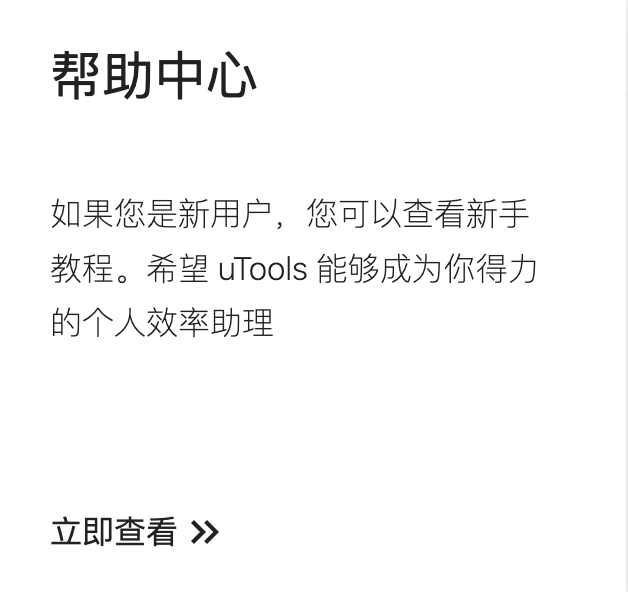 帮助中心
如果您是新用户，您可以查看新手
教程。希望 uTools 能够成为你得力
的个人效率助理
立即查看 »